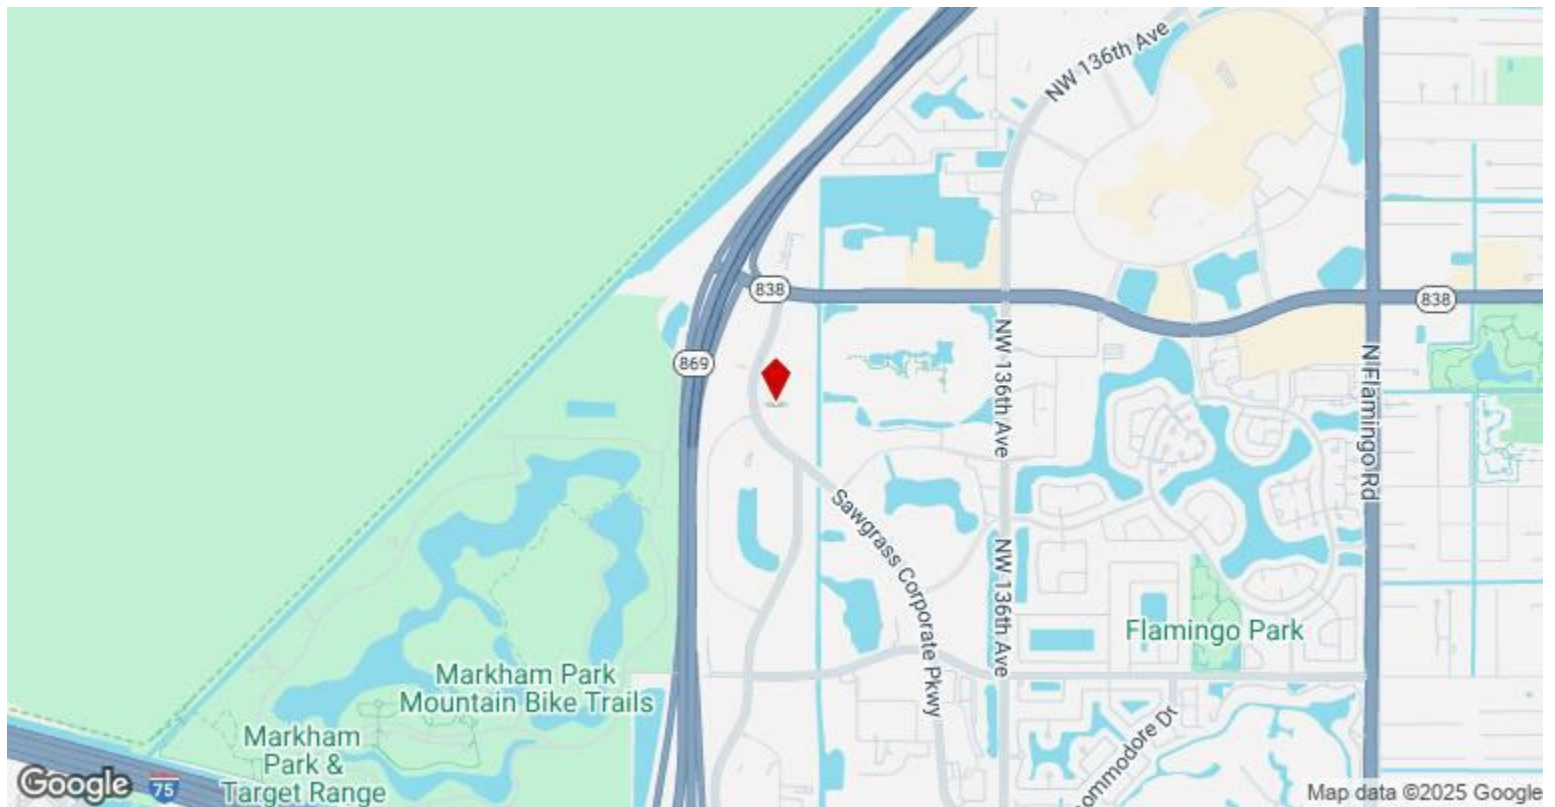 NW 136th Ave
838
838
869
NW 136th Ave
N Flamingo Rd
Sawgrass Corporate Pkwy
NW 136th Ave
Flamingo Park
Markham Park
Mountain Bike Trails
Commodore Dr
Markham
Park &
Target Range
Google
75
Map data ©2025 Google